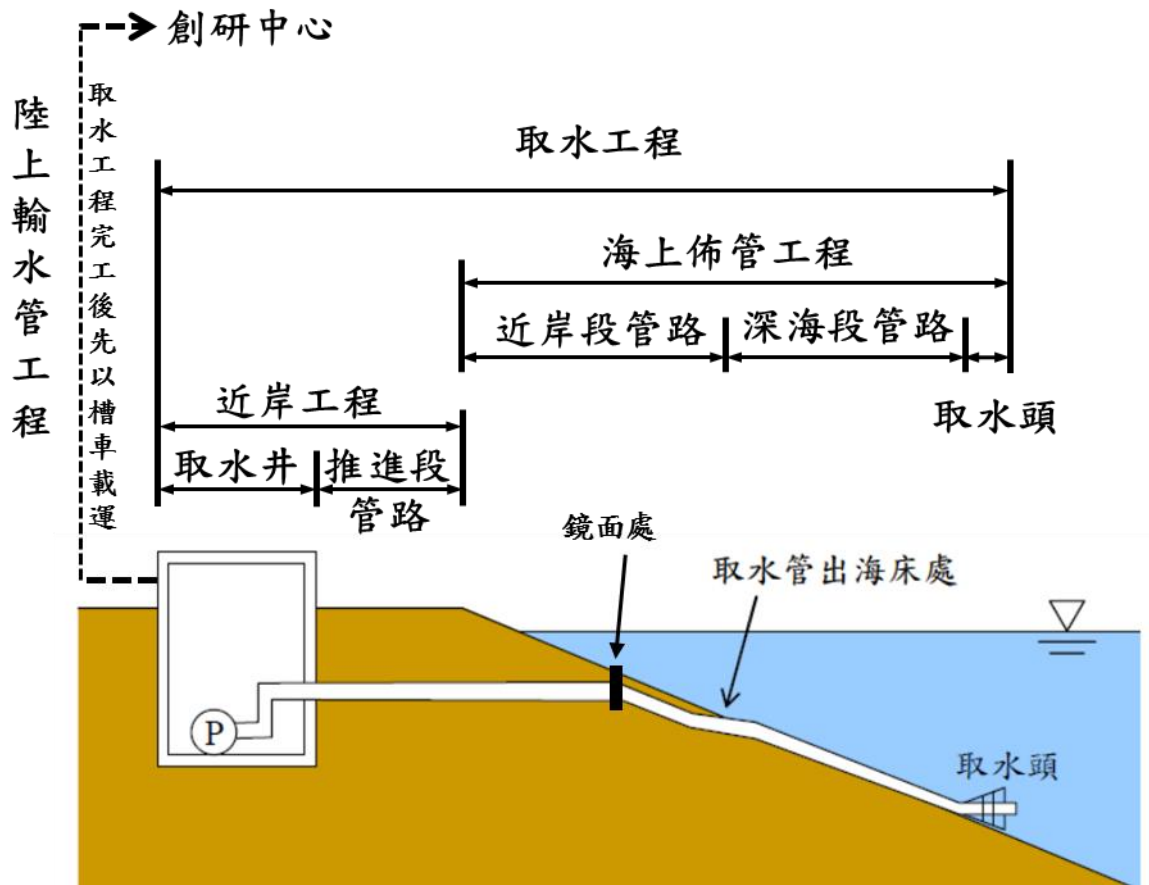 創研中心
陸上輸水管工程
取水工程完工後先以槽車載運
取水工程
海上佈管工程
近岸段管路
深海段管路
取水頭
近岸工程
取水井
推進段
管路
鏡面處
取水管出海床處
P
取水頭